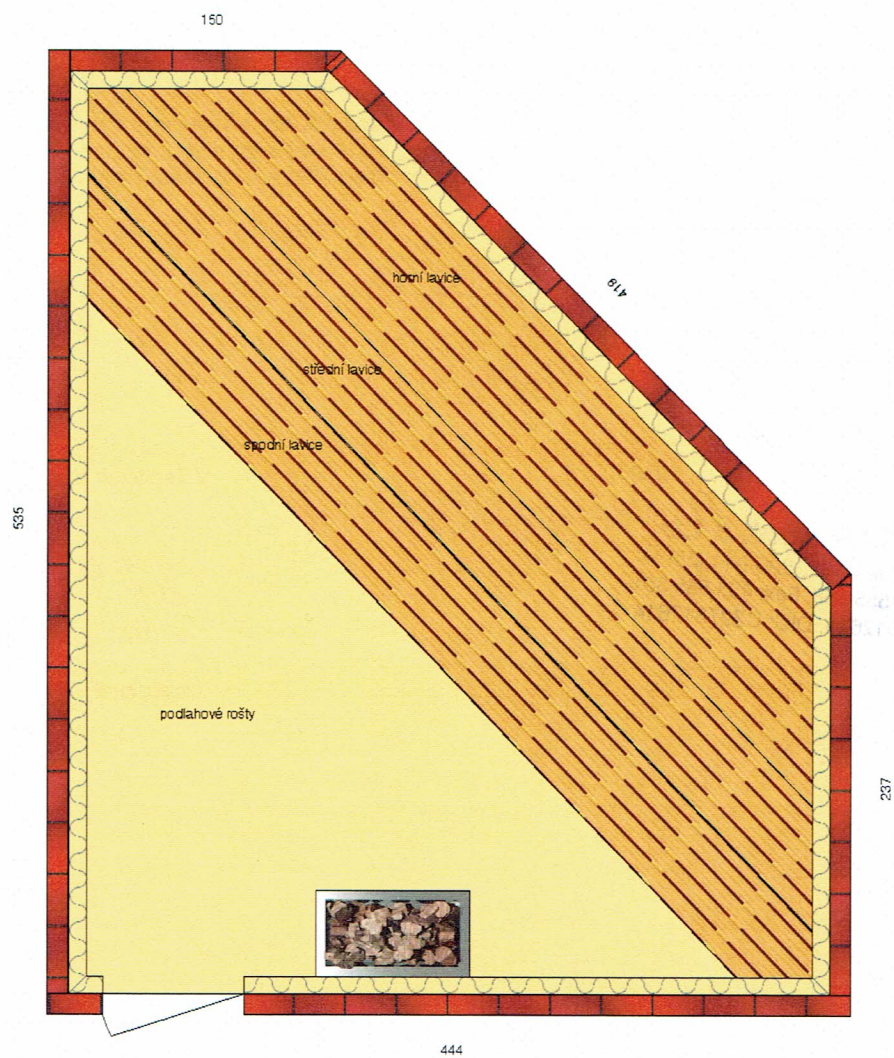 150
horní lavice
419
střední lavice
spodní lavice
535
podlahové rošty
237
444